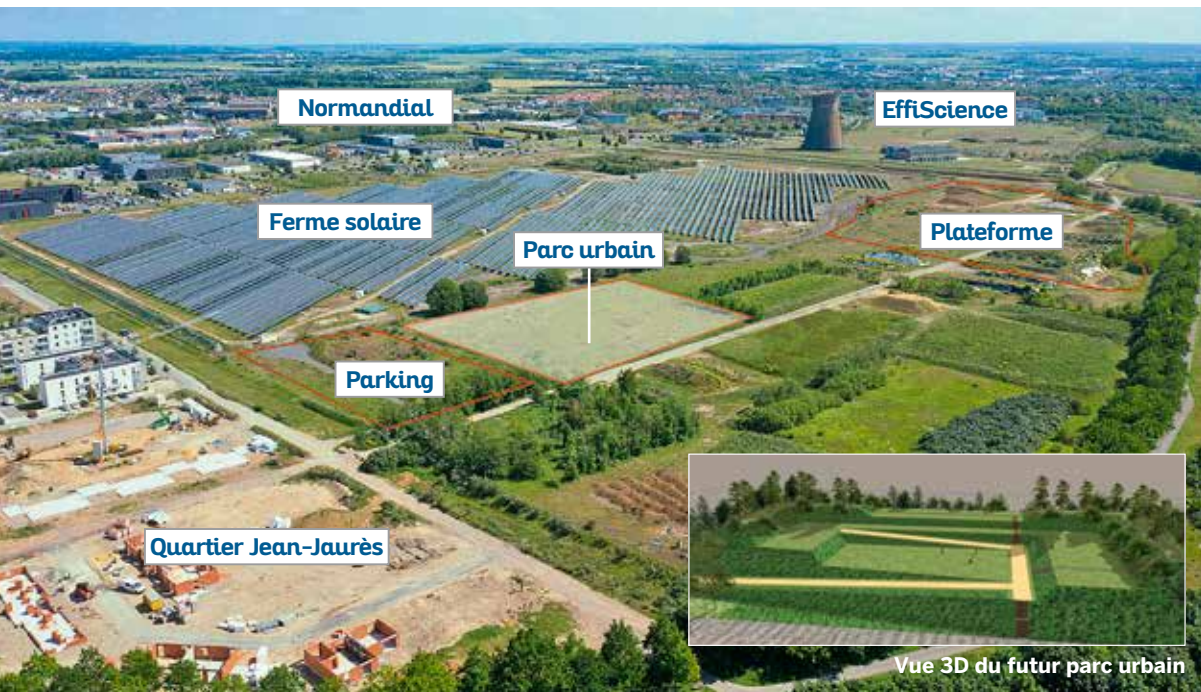 Normandial
EffiScience
Ferme solaire
Parc urbain
Plateforme
Parking
Quartier Jean-Jaurès
Vue 3D du futur parc urbain